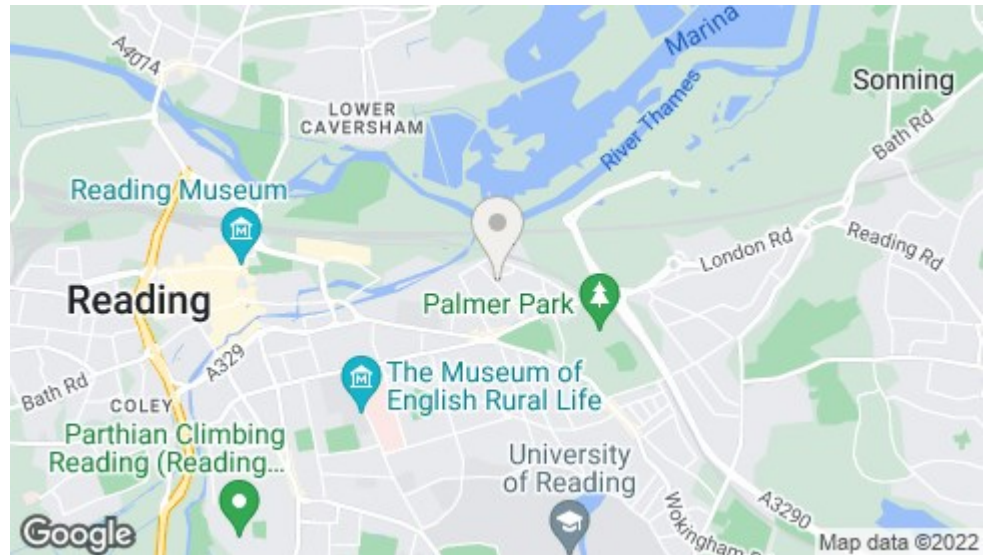 A4074
Marina
LOWER
CAVERSHAM
Sonning
River Thames
Bath Rd
Reading Museum
London Rd
Reading Rd
Reading
Palmer Park
A329
Bath Rd
The Museum of
English Rural Life
COLEY
Parthian Climbing
Reading (Reading...
University
of Reading
Wokingham
A3290
Google
Map data ©2022